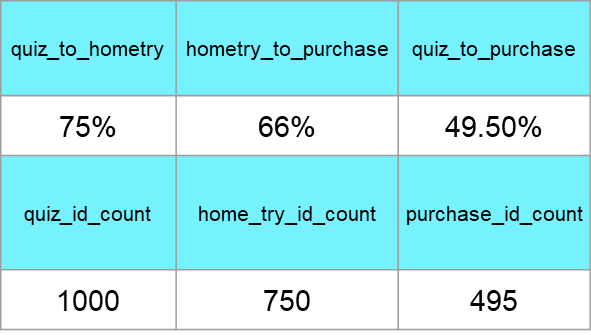 quiz_to_hometry hometry_to_purchase quiz_to_purchase
75% 66% 49.50%
quiz_id_count home_try_id_count purchase_id_count
1000 750 495